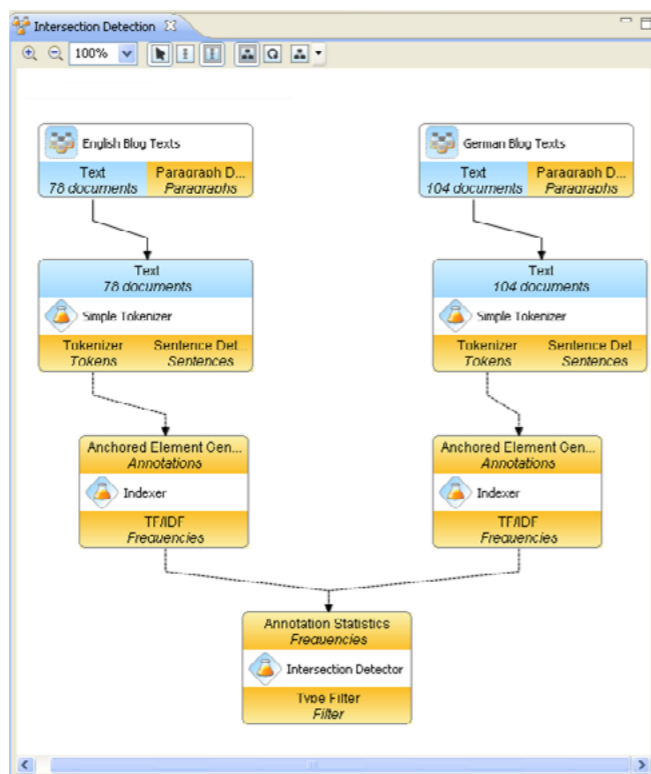 Intersection Detection
100%
English Blog Texts
Text
78 documents
Paragraph D...
Paragraphs
German Blog Texts
Text
104 documents
Paragraph D...
Paragraphs
Text
78 documents
Simple Tokenizer
Tokenizer
Tokens
Sentence Det...
Sentences
Text
104 documents
Simple Tokenizer
Tokenizer
Tokens
Sentence Det...
Sentences
Anchored Element Gen...
Annotations
Indexer
TF/IDF
Frequencies
Anchored Element Gen...
Annotations
Indexer
TF/IDF
Frequencies
Annotation Statistics
Frequencies
Intersection Detector
Type Filter
Filter